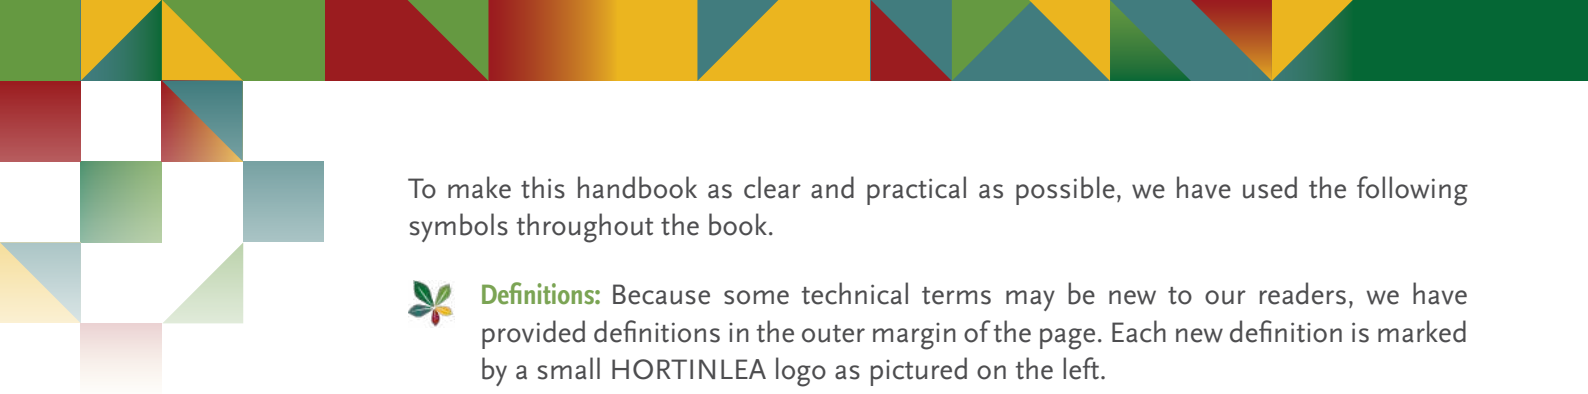 To make this handbook as clear and practical as possible, we have used the following
symbols throughout the book.
Definitions: Because some technical terms may be new to our readers, we have
provided definitions in the outer margin of the page. Each new definition is marked
by a small HORTINLEA logo as pictured on the left.